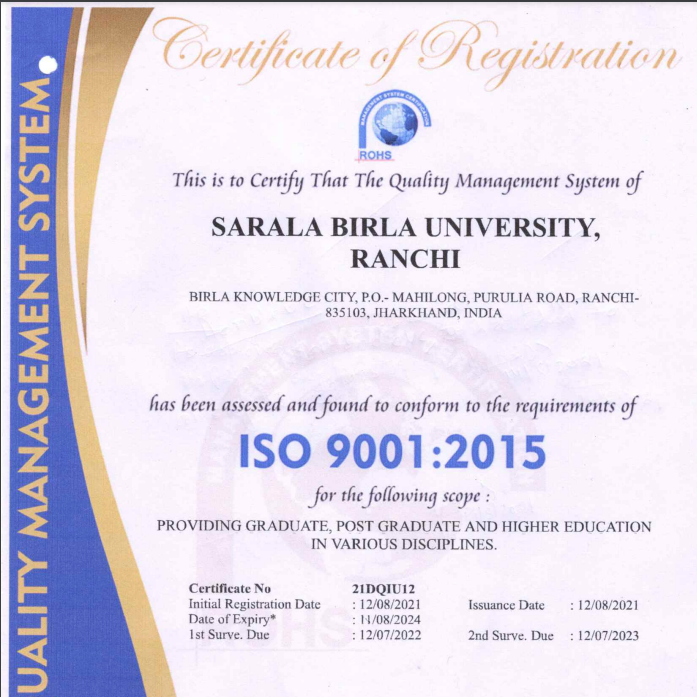 Certificate of Registration
MANAGEMENT SYSTEM CERTIFICATION
ROHS
This is to Certify That The Quality Management System of
SARALA BIRLA UNIVERSITY,
RANCHI
BIRLA KNOWLEDGE CITY, P.O.- MAHILONG, PURULIA ROAD, RANCHI-
835103, JHARKHAND, INDIA
has been assessed and found to conform to the requirements of
ISO 9001:2015
for the following scope :
PROVIDING GRADUATE, POST GRADUATE AND HIGHER EDUCATION
IN VARIOUS DISCIPLINES.
Certificate No 21DQIU12
Initial Registration Date : 12/08/2021 Issuance Date : 12/08/2021
Date of Expiry* : 11/08/2024
1st Surve. Due : 12/07/2022 2nd Surve. Due : 12/07/2023
UALITY MANAGEMENT SYSTEM
ROHS